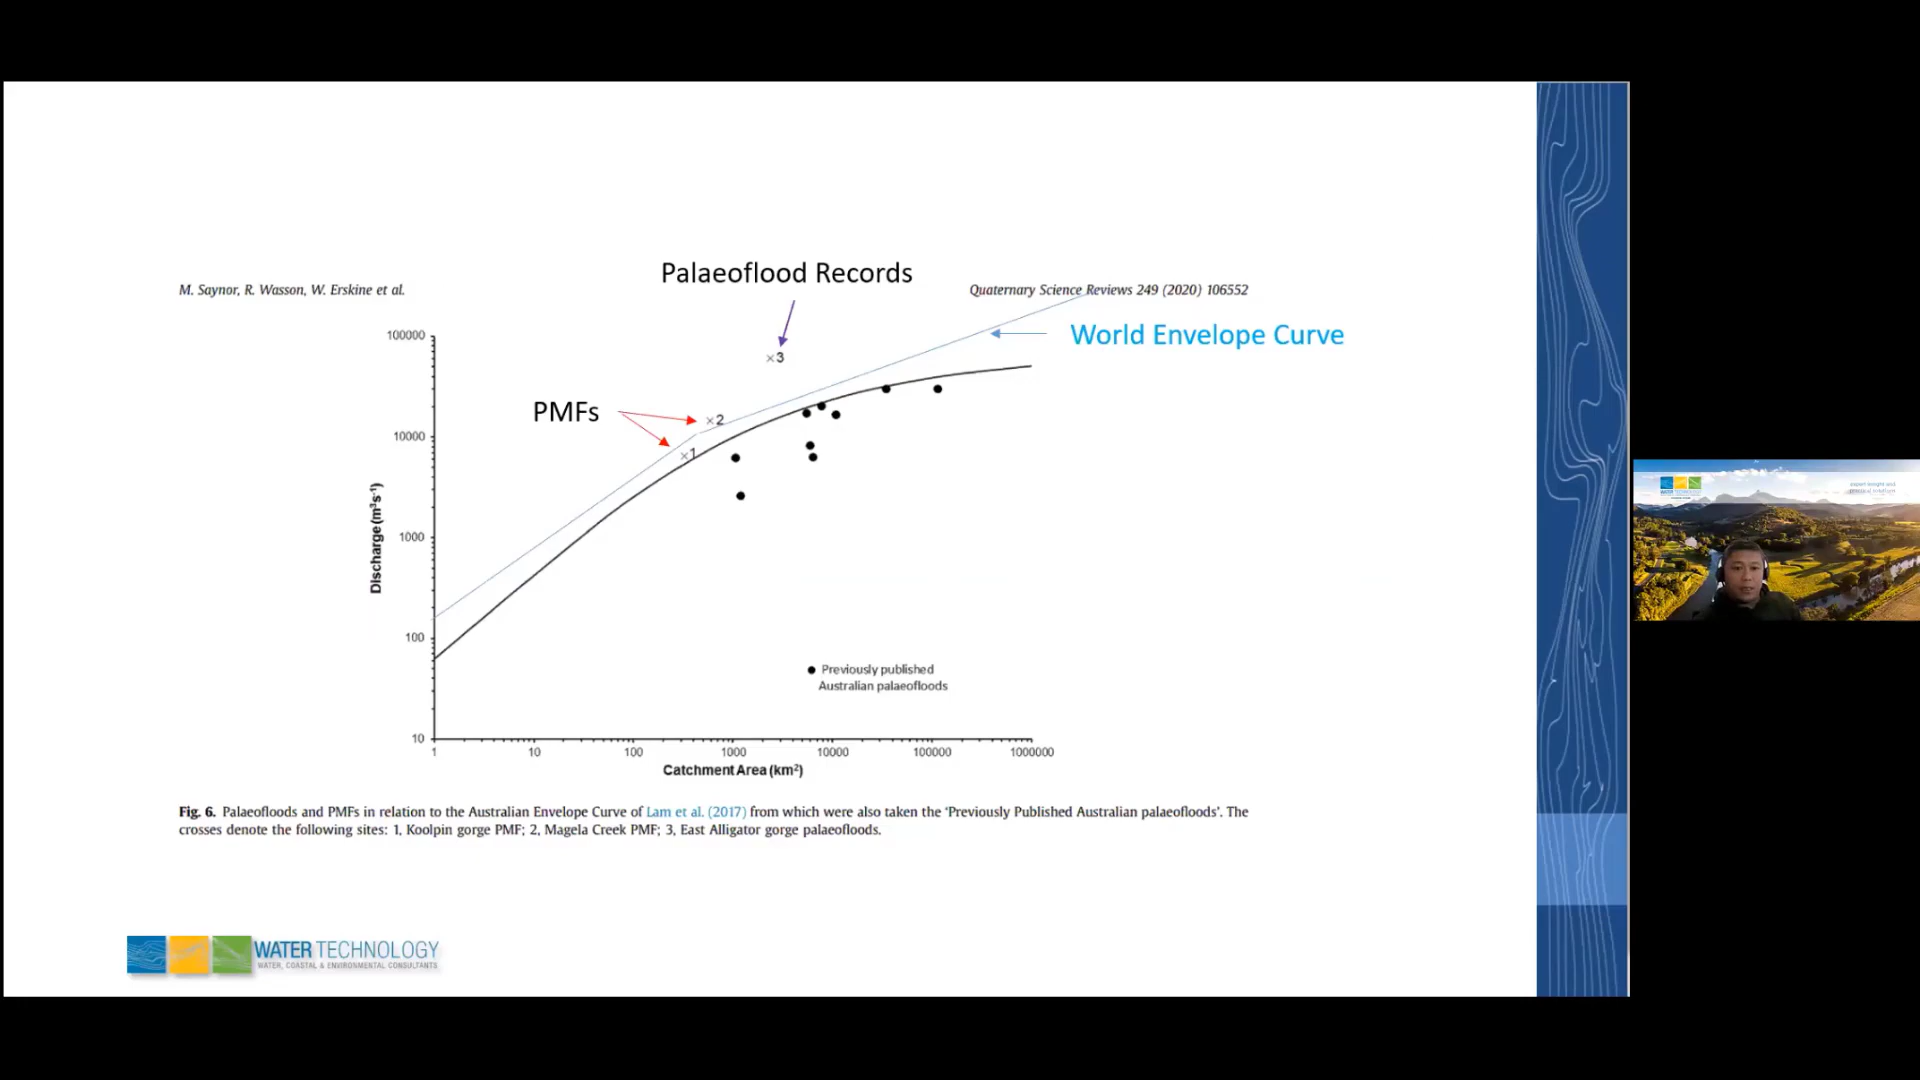 Palaeoflood Records
M. Saynor, R. Wasson, W. Erskine et al.
Quaternary Science Reviews 249 (2020) 106552
World Envelope Curve
100000
×3
PMFs
×2
10000
×1
Discharge (m³s⁻¹)
1000
100
● Previously published
Australian palaeofloods
10
1
10
100
1000
10000
100000
1000000
Catchment Area (km²)
Fig. 6. Palaeofloods and PMFs in relation to the Australian Envelope Curve of Lam et al. (2017) from which were also taken the ‘Previously Published Australian palaeofloods’. The
crosses denote the following sites: 1, Koolpin gorge PMF; 2, Magela Creek PMF; 3, East Alligator gorge palaeofloods.
WATER TECHNOLOGY
WATER, COASTAL & ENVIRONMENTAL CONSULTANTS